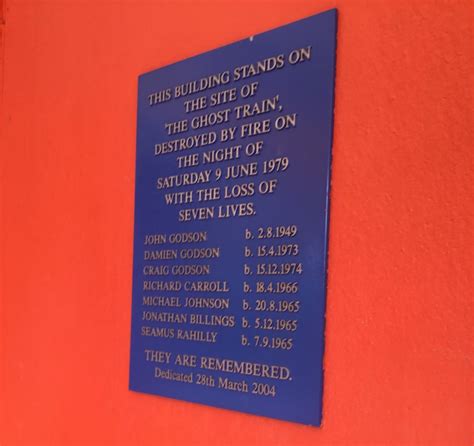 THIS BUILDING STANDS ON
THE SITE OF
'THE GHOST TRAIN',
DESTROYED BY FIRE ON
THE NIGHT OF
SATURDAY 9 JUNE 1979
WITH THE LOSS OF
SEVEN LIVES.
JOHN GODSON b. 2.8.1949
DAMIEN GODSON b. 15.4.1973
CRAIG GODSON b. 15.12.1974
RICHARD CARROLL b. 18.4.1966
MICHAEL JOHNSON b. 20.8.1965
JONATHAN BILLINGS b. 5.12.1965
SEAMUS RAHILLY b. 7.9.1965
THEY ARE REMEMBERED.
Dedicated 28th March 2004